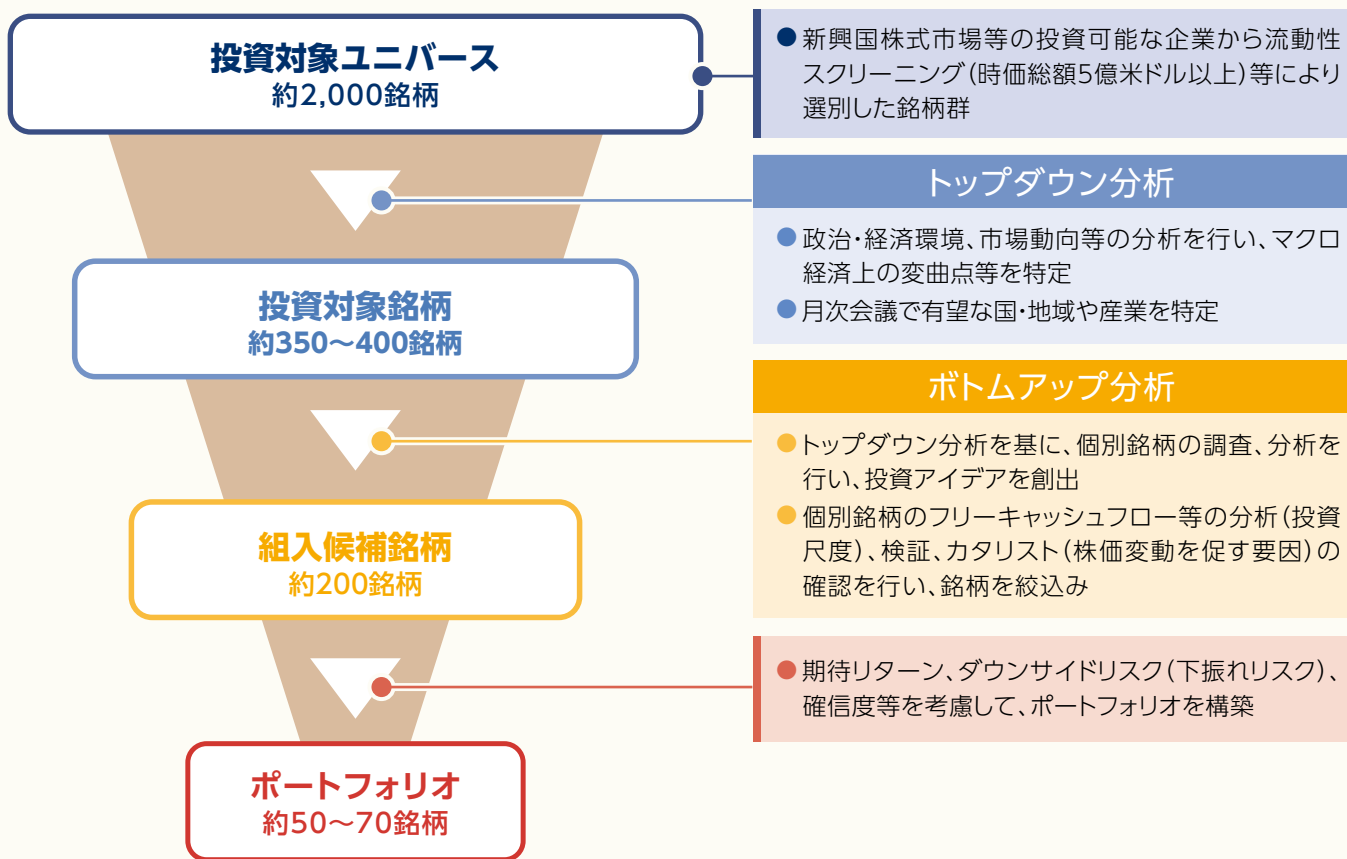 投資対象ユニバース
約2,000銘柄
● 新興国株式市場等の投資可能な企業から流動性
スクリーニング(時価総額5億米ドル以上)等により
選別した銘柄群
トップダウン分析
● 政治・経済環境、市場動向等の分析を行い、マクロ
経済上の変曲点等を特定
● 月次会議で有望な国・地域や産業を特定
投資対象銘柄
約350〜400銘柄
ボトムアップ分析
● トップダウン分析を基に、個別銘柄の調査、分析を
行い、投資アイデアを創出
● 個別銘柄のフリーキャッシュフロー等の分析(投資
尺度)、検証、カタリスト(株価変動を促す要因)の
確認を行い、銘柄を絞込み
組入候補銘柄
約200銘柄
● 期待リターン、ダウンサイドリスク(下振れリスク)、
確信度等を考慮して、ポートフォリオを構築
ポートフォリオ
約50〜70銘柄